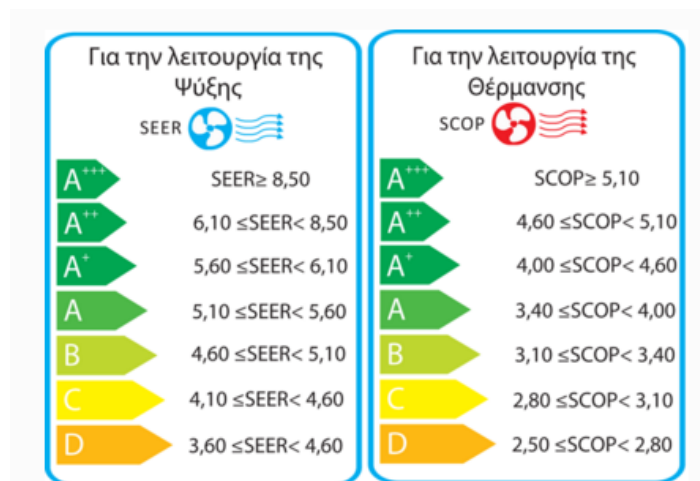 Για την λειτουργία της
Ψύξης
SEER
A+++ SEER≥ 8,50
A++ 6,10 ≤SEER< 8,50
A+ 5,60 ≤SEER< 6,10
A 5,10 ≤SEER< 5,60
B 4,60 ≤SEER< 5,10
C 4,10 ≤SEER< 4,60
D 3,60 ≤SEER< 4,60
Για την λειτουργία της
Θέρμανσης
SCOP
A+++ SCOP≥ 5,10
A++ 4,60 ≤SCOP< 5,10
A+ 4,00 ≤SCOP< 4,60
A 3,40 ≤SCOP< 4,00
B 3,10 ≤SCOP< 3,40
C 2,80 ≤SCOP< 3,10
D 2,50 ≤SCOP< 2,80